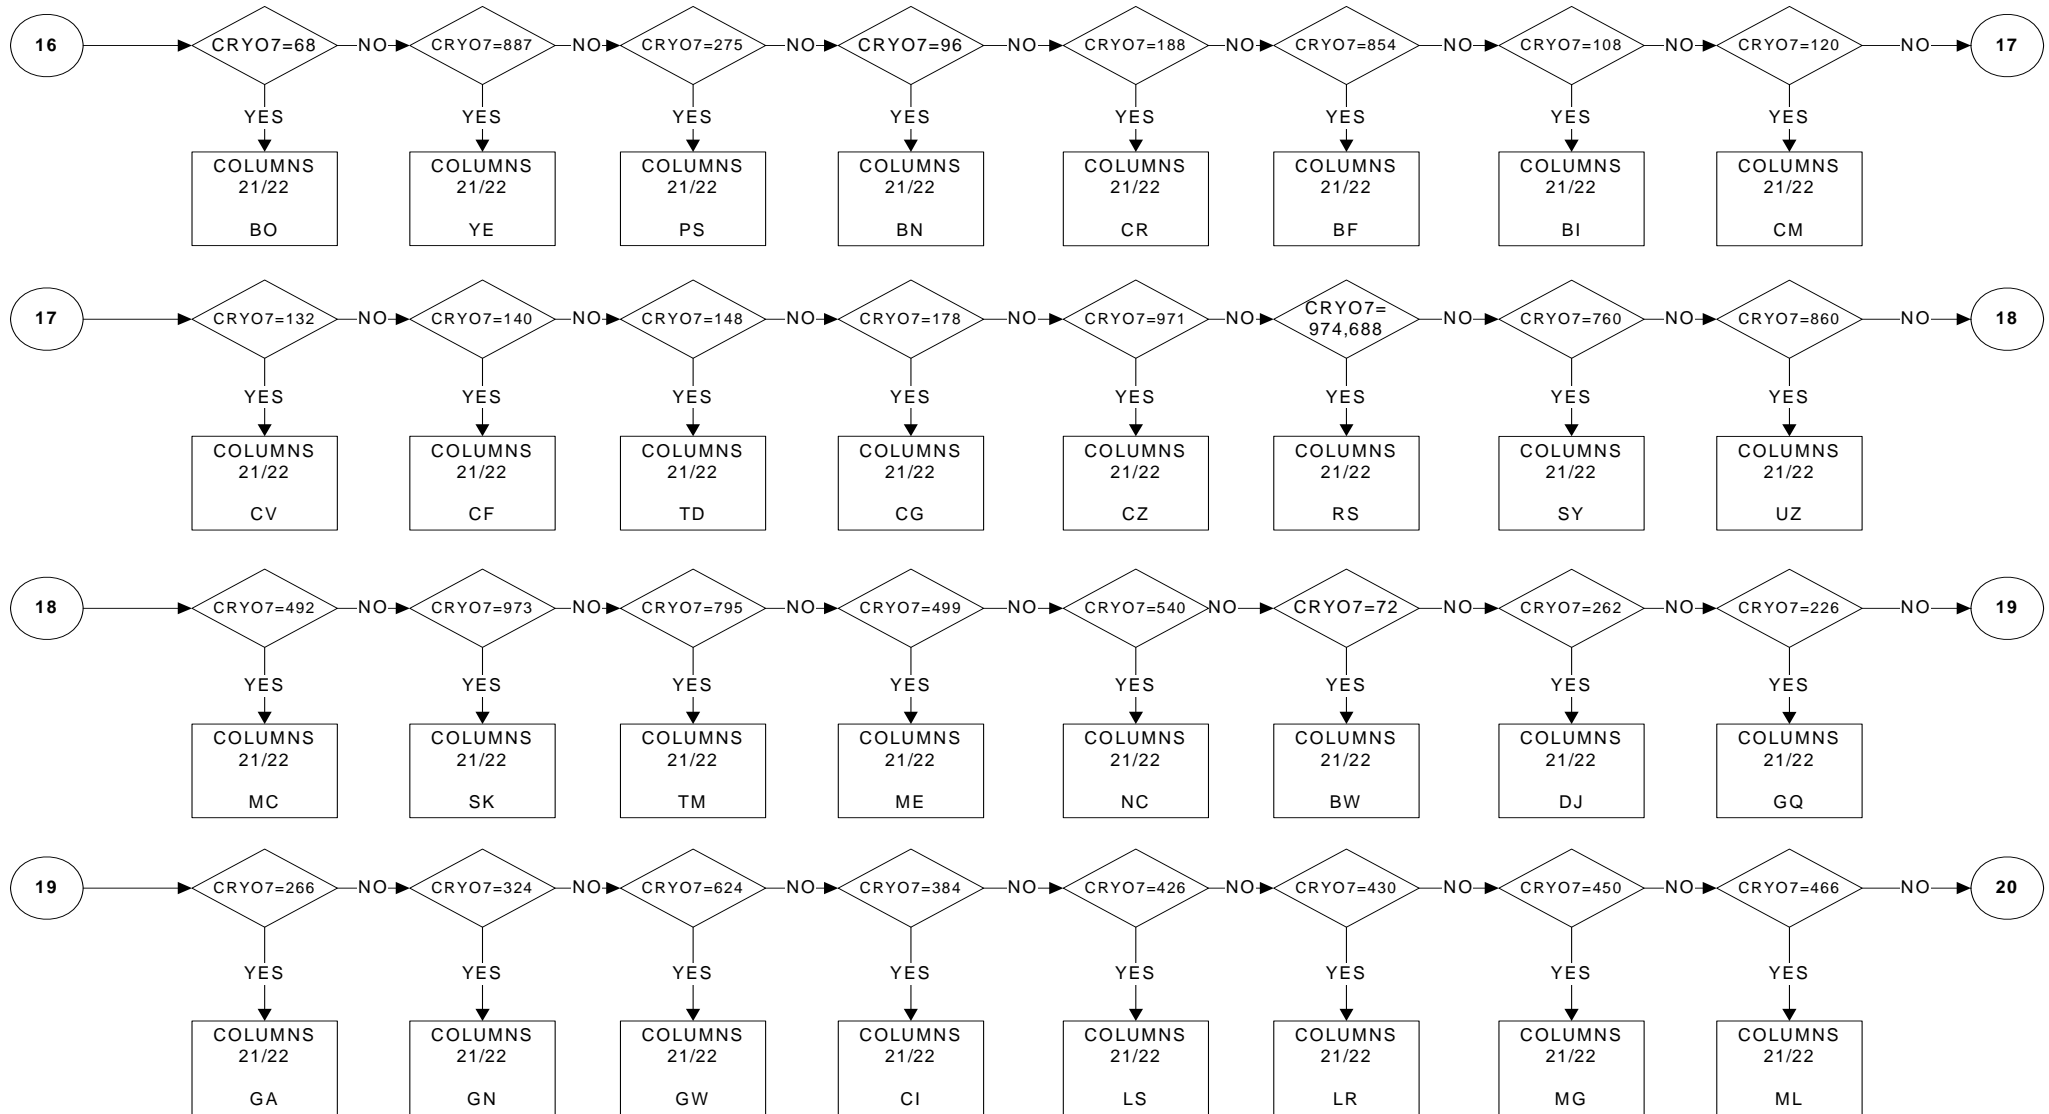 16 CRYO7=68 NO CRYO7=887 NO CRYO7=275 NO CRYO7=96 NO CRYO7=188 NO CRYO7=854 NO CRYO7=108 NO CRYO7=120 NO 17
YES YES YES YES YES YES YES YES
COLUMNS COLUMNS COLUMNS COLUMNS COLUMNS COLUMNS COLUMNS COLUMNS
21/22 21/22 21/22 21/22 21/22 21/22 21/22 21/22
BO YE PS BN CR BF BI CM
17 CRYO7=132 NO CRYO7=140 NO CRYO7=148 NO CRYO7=178 NO CRYO7=971 NO CRYO7= 974,688 NO CRYO7=760 NO CRYO7=860 NO 18
YES YES YES YES YES YES YES YES
COLUMNS COLUMNS COLUMNS COLUMNS COLUMNS COLUMNS COLUMNS COLUMNS
21/22 21/22 21/22 21/22 21/22 21/22 21/22 21/22
CV CF TD CG CZ RS SY UZ
18 CRYO7=492 NO CRYO7=973 NO CRYO7=795 NO CRYO7=499 NO CRYO7=540 NO CRYO7=72 NO CRYO7=262 NO CRYO7=226 NO 19
YES YES YES YES YES YES YES YES
COLUMNS COLUMNS COLUMNS COLUMNS COLUMNS COLUMNS COLUMNS COLUMNS
21/22 21/22 21/22 21/22 21/22 21/22 21/22 21/22
MC SK TM ME NC BW DJ GQ
19 CRYO7=266 NO CRYO7=324 NO CRYO7=624 NO CRYO7=384 NO CRYO7=426 NO CRYO7=430 NO CRYO7=450 NO CRYO7=466 NO 20
YES YES YES YES YES YES YES YES
COLUMNS COLUMNS COLUMNS COLUMNS COLUMNS COLUMNS COLUMNS COLUMNS
21/22 21/22 21/22 21/22 21/22 21/22 21/22 21/22
GA GN GW CI LS LR MG ML